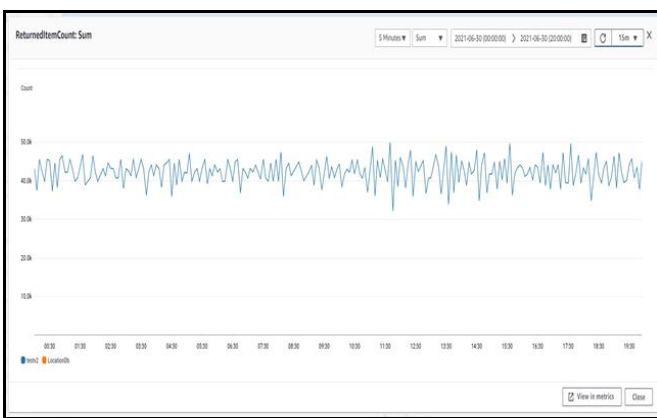 ReturnedItemCount: Sum
5 Minutes ▼ Sum ▼ 2021-06-30 (00:00:00) > 2021-06-30 (20:00:00) 15m ▼ X
Count
50.0k
40.0k
30.0k
20.0k
10.0k
00:30 01:30 02:30 03:30 04:30 05:30 06:30 07:30 08:30 09:30 10:30 11:30 12:30 13:30 14:30 15:30 16:30 17:30 18:30 19:30
LocationDb
View in metrics Close